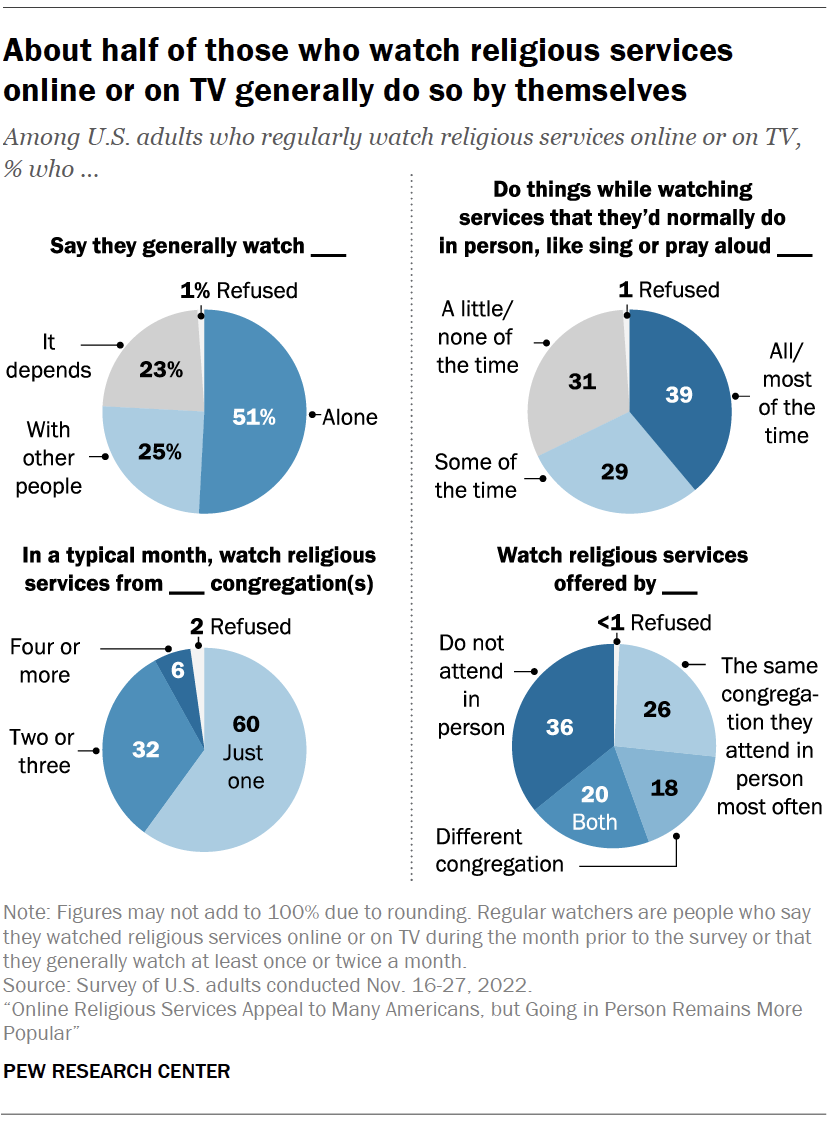 About half of those who watch religious services
online or on TV generally do so by themselves
Among U.S. adults who regularly watch religious services online or on TV,
% who ...
Say they generally watch ___
1% Refused
It
depends
23%
51%
Alone
With
other
people
25%
Do things while watching
services that they’d normally do
in person, like sing or pray aloud ___
1 Refused
A little/
none of
the time
31
39
All/
most
of the
time
Some of
the time
29
In a typical month, watch religious
services from ___ congregation(s)
2 Refused
Four or
more
6
60
Just
one
Two or
three
32
Watch religious services
offered by ___
<1 Refused
Do not
attend
in
person
36
26
The same
congrega-
tion they
attend in
person
most often
18
20
Both
Different
congregation
Note: Figures may not add to 100% due to rounding. Regular watchers are people who say
they watched religious services online or on TV during the month prior to the survey or that
they generally watch at least once or twice a month.
Source: Survey of U.S. adults conducted Nov. 16-27, 2022.
“Online Religious Services Appeal to Many Americans, but Going in Person Remains More
Popular”
PEW RESEARCH CENTER